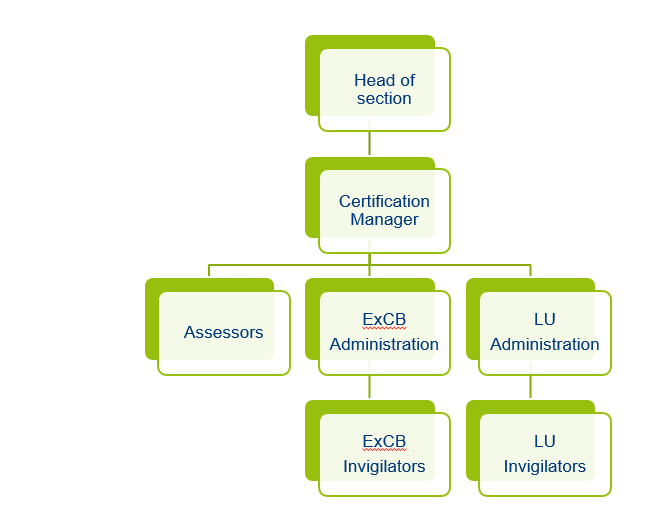 Head of
section
Certification
Manager
Assessors
ExCB
Administration
LU
Administration
ExCB
Invigilators
LU
Invigilators